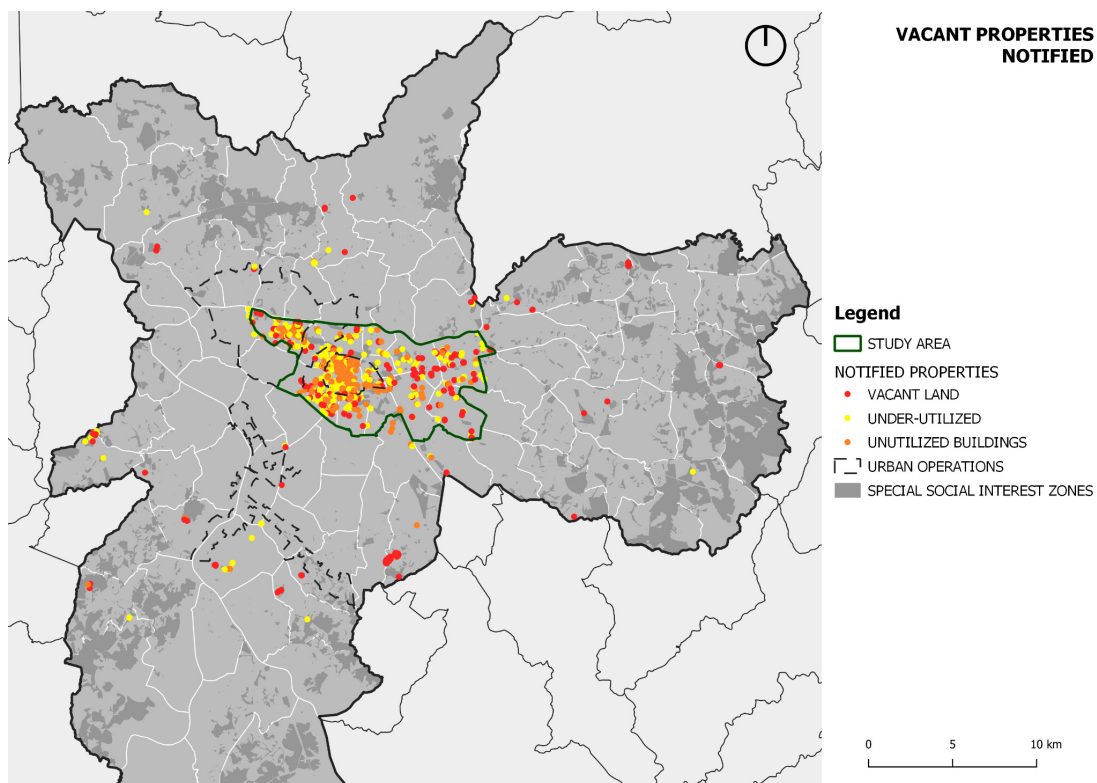 VACANT PROPERTIES
NOTIFIED
Legend
STUDY AREA
NOTIFIED PROPERTIES
VACANT LAND
UNDER-UTILIZED
UNUTILIZED BUILDINGS
URBAN OPERATIONS
SPECIAL SOCIAL INTEREST ZONES
0 5 10 km